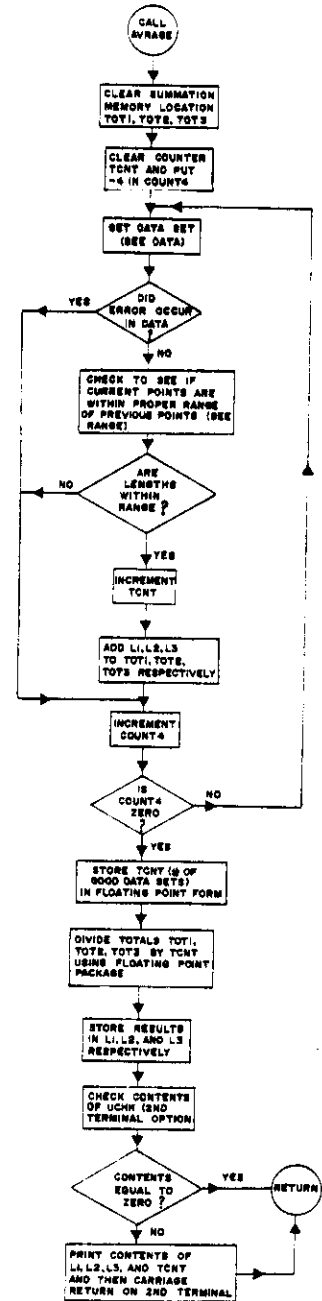 CALL
AVRAGE
CLEAR SUMMATION
MEMORY LOCATION
TOT1, TOT2, TOT3
CLEAR COUNTER
TCNT AND PUT
-4 IN COUNT4
GET DATA SET
(SEE DATA)
DID
ERROR OCCUR
IN DATA
?
YES
NO
CHECK TO SEE IF
CURRENT POINTS ARE
WITHIN PROPER RANGE
OF PREVIOUS POINTS (SEE
RANGE)
ARE
LENGTHS
WITHIN
RANGE?
NO
YES
INCREMENT
TCNT
ADD L1,L2,L3
TO TOT1,TOT2,
TOT3 RESPECTIVELY
INCREMENT
COUNT4
IS
COUNT4
ZERO
?
NO
YES
STORE TCNT (# OF
GOOD DATA SETS)
IN FLOATING POINT FORM
DIVIDE TOTALS TOT1,
TOT2, TOT3 BY TCNT
USING FLOATING POINT
PACKAGE
STORE RESULTS
IN L1,L2, AND L3
RESPECTIVELY
CHECK CONTENTS
OF UCHK (2ND
TERMINAL OPTION
CONTENTS
EQUAL TO
ZERO?
YES
RETURN
NO
PRINT CONTENTS OF
L1,L2,L3, AND TCNT
AND THEN CARRIAGE
RETURN ON 2ND TERMINAL